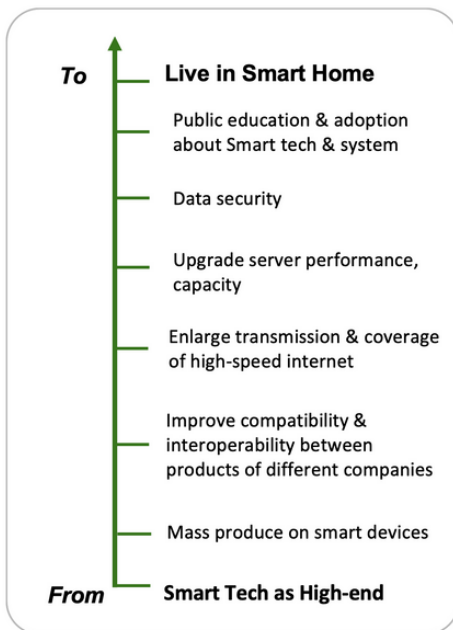 To
Live in Smart Home
Public education & adoption
about Smart tech & system
Data security
Upgrade server performance,
capacity
Enlarge transmission & coverage
of high-speed internet
Improve compatibility &
interoperability between
products of different companies
Mass produce on smart devices
From
Smart Tech as High-end